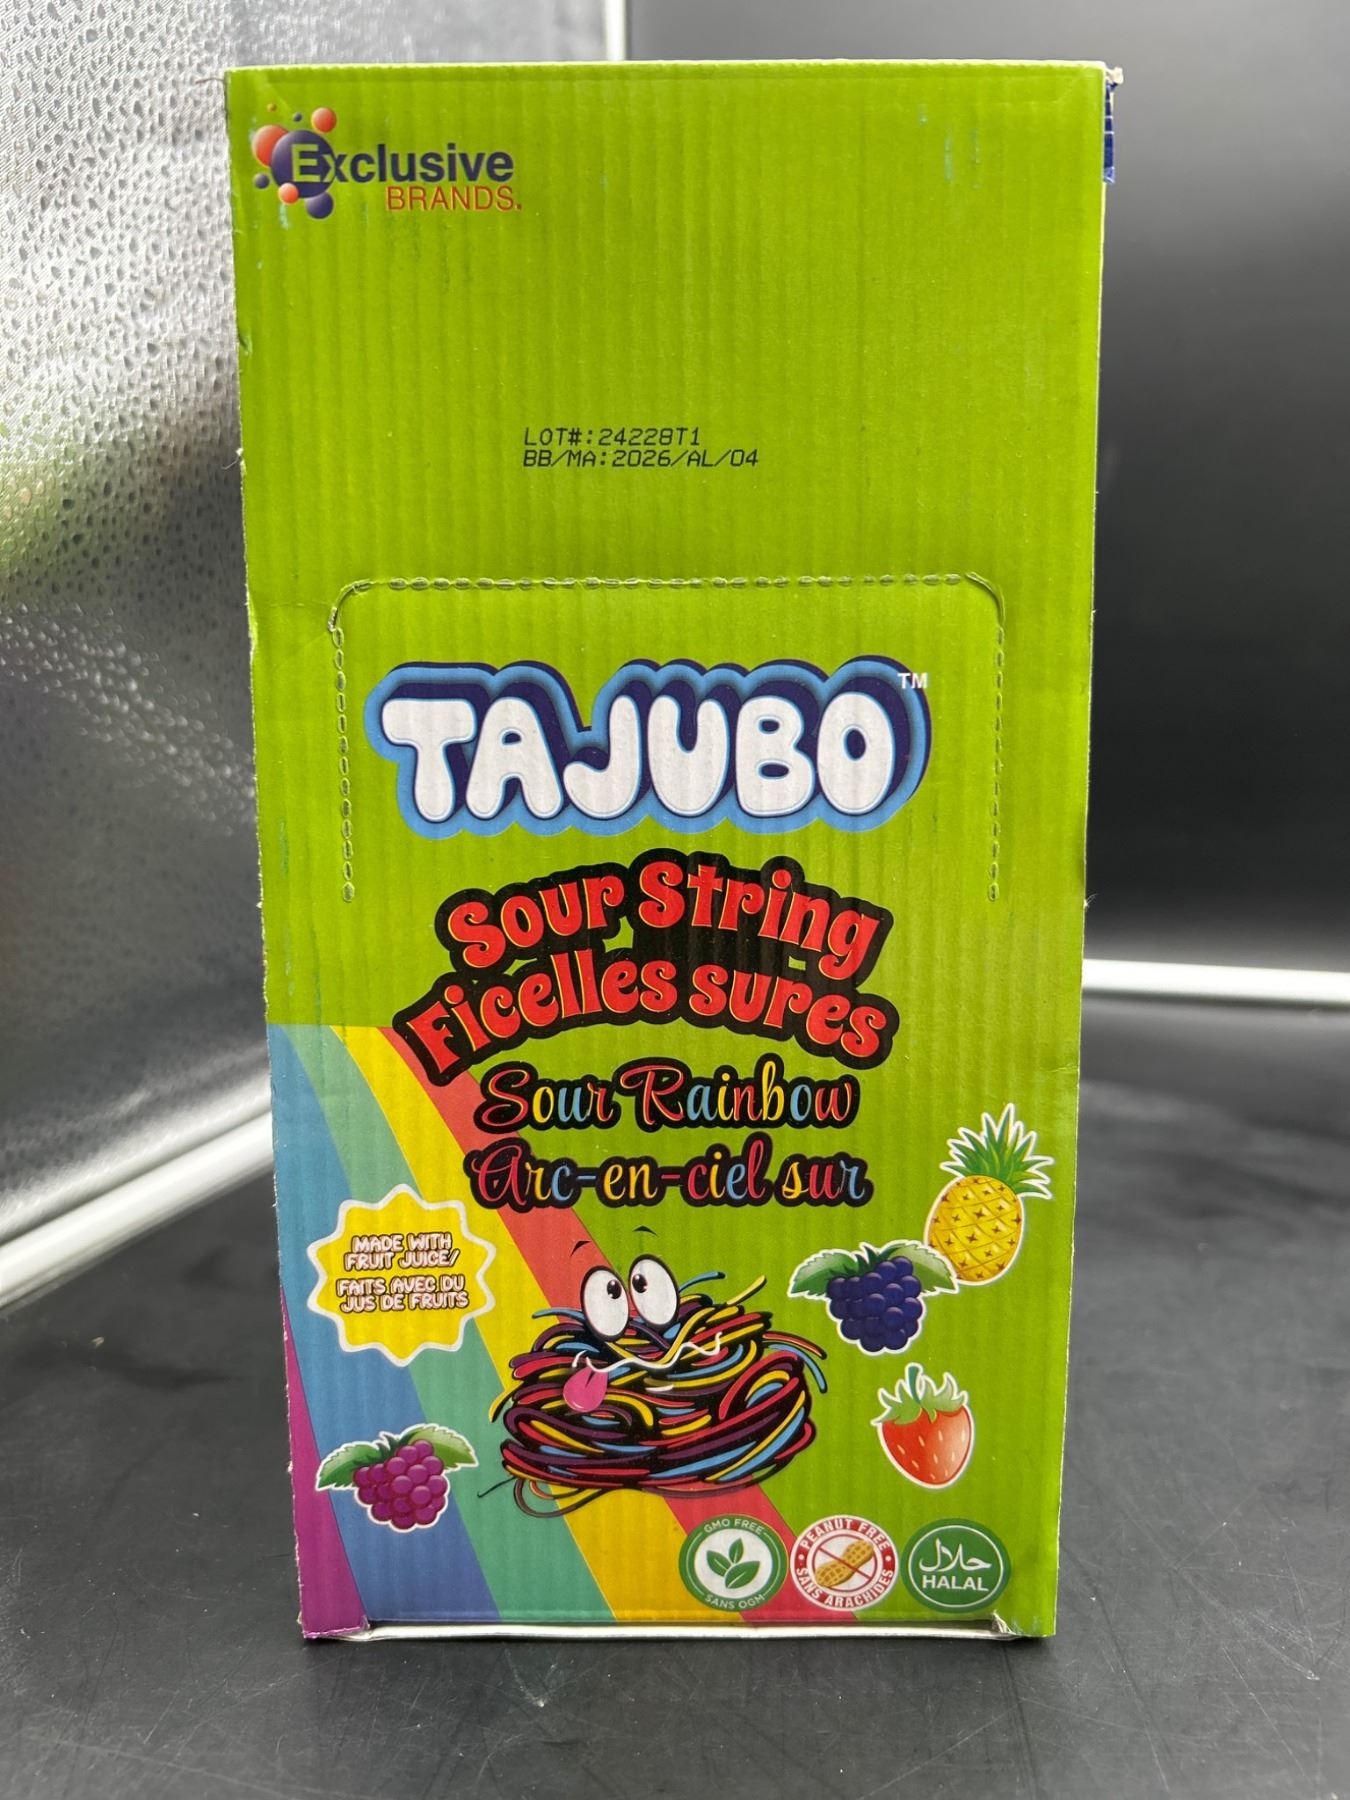 Exclusive
BRANDS.
LOT#:24228T1
BB/MA:2026/AL/04
TAJUBO™
Sour String
Ficelles sures
Sour Rainbow
Arc-en-ciel sur
MADE WITH
FRUIT JUICE/
FAITS AVEC DU
JUS DE FRUITS
GMO FREE
SANS OGM
PEANUT FREE
SANS ARACHIDES
حلال
HALAL